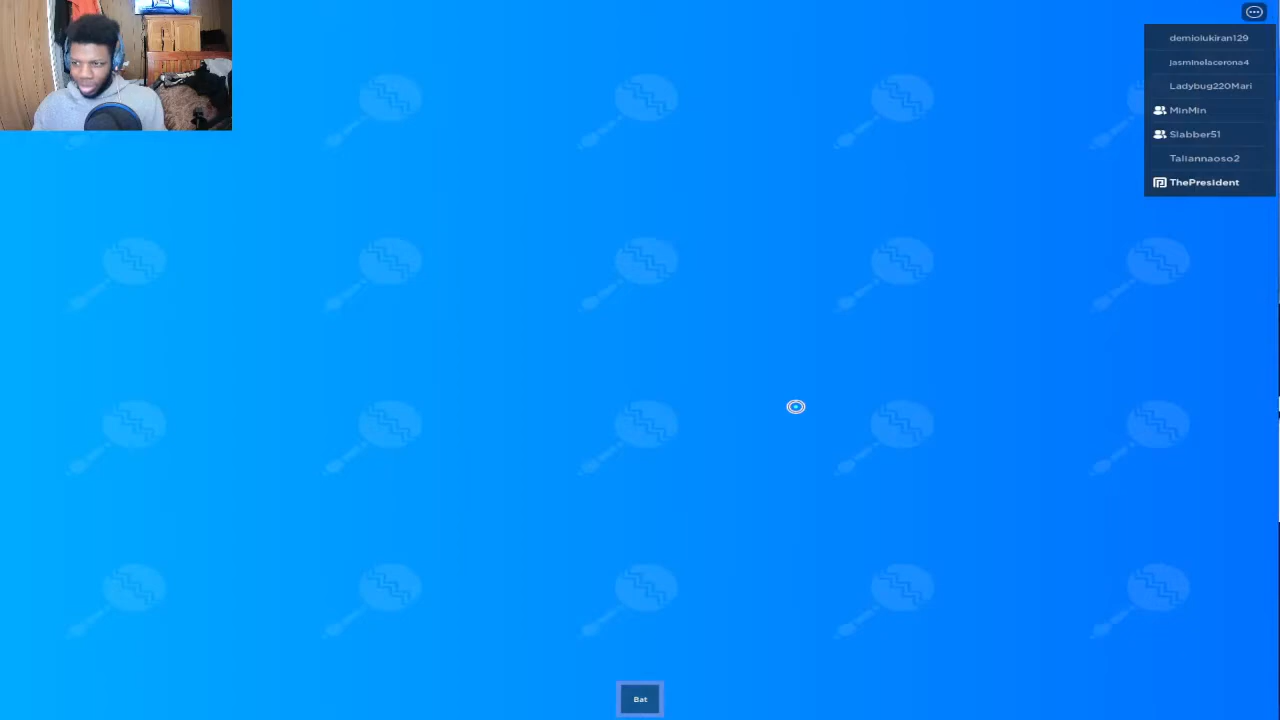 demiolukiran129
jasminelacerona4
Ladybug220Mari
MinMin
Slabber51
Taliannaoso2
ThePresident
Bat